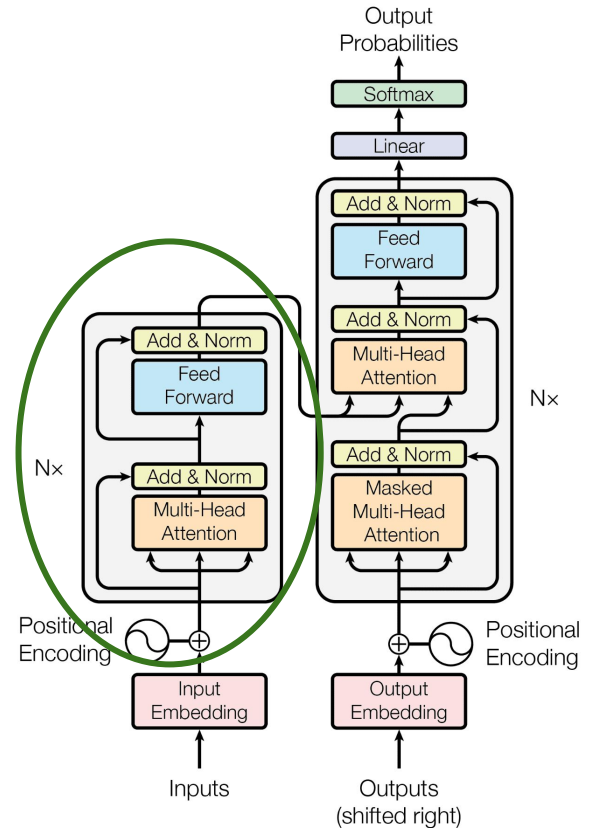 Output
Probabilities
Softmax
Linear
Add & Norm
Feed
Forward
Add & Norm
Multi-Head
Attention
Add & Norm
Masked
Multi-Head
Attention
N×
Add & Norm
Feed
Forward
Add & Norm
Multi-Head
Attention
N×
Positional
Encoding
Positional
Encoding
Input
Embedding
Output
Embedding
Inputs
Outputs
(shifted right)